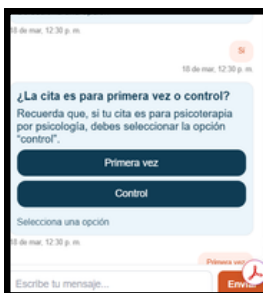 18 de mar, 12:30 p. m.
Si
18 de mar, 12:30 p. m.
¿La cita es para primera vez o control?
Recuerda que, si tu cita es para psicoterapia
por psicología, debes seleccionar la opción
"control".
Primera vez
Control
Selecciona una opción
18 de mar, 12:30 p. m.
Primera vez
Escribe tu mensaje...
Enviar